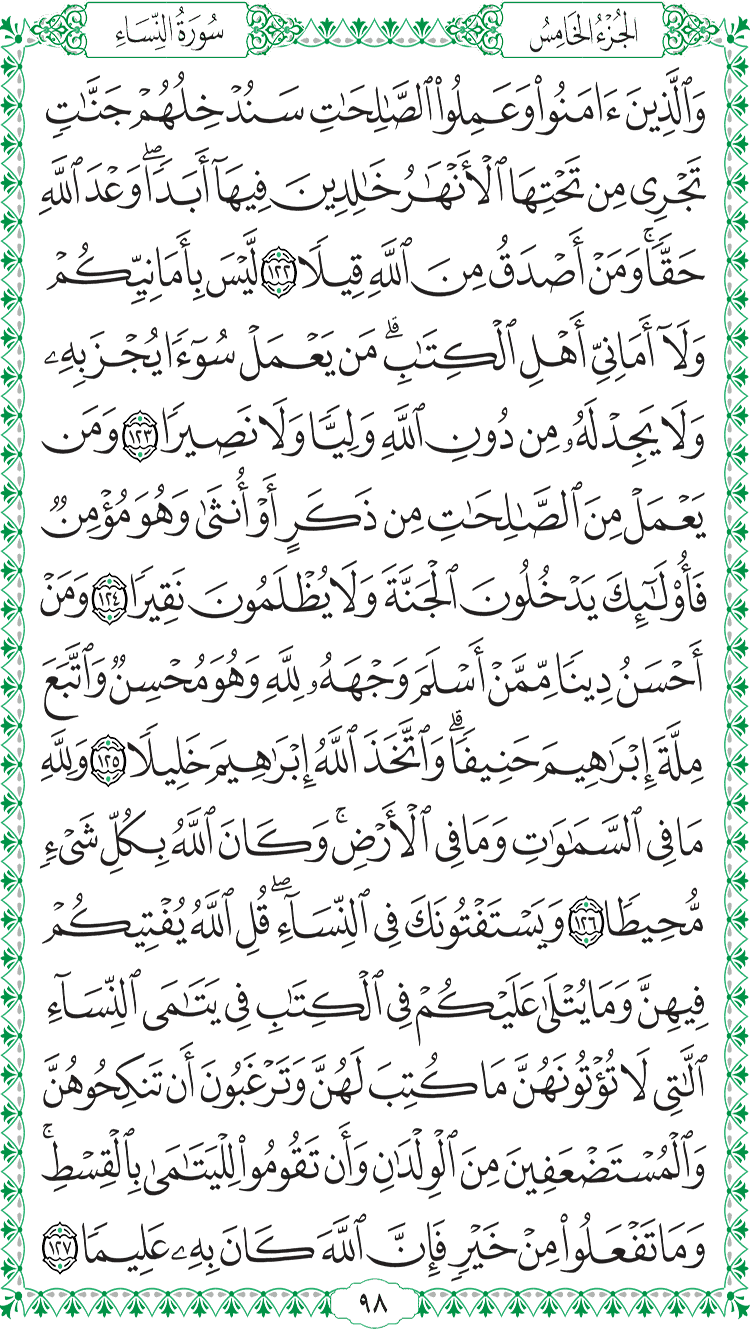 الجُزْءُ الخَامِسُ
سُورَةُ النِّسَاءِ
وَٱلَّذِينَ ءَامَنُوا۟ وَعَمِلُوا۟ ٱلصَّٰلِحَٰتِ سَنُدْخِلُهُمْ جَنَّٰتٍ
تَجْرِى مِن تَحْتِهَا ٱلْأَنْهَٰرُ خَٰلِدِينَ فِيهَآ أَبَدًا ۖ وَعْدَ ٱللَّهِ
حَقًّا ۚ وَمَنْ أَصْدَقُ مِنَ ٱللَّهِ قِيلًا ١٢٢ لَّيْسَ بِأَمَانِيِّكُمْ
وَلَآ أَمَانِىِّ أَهْلِ ٱلْكِتَٰبِ ۗ مَن يَعْمَلْ سُوٓءًا يُجْزَ بِهِۦ
وَلَا يَجِدْ لَهُۥ مِن دُونِ ٱللَّهِ وَلِيًّا وَلَا نَصِيرًا ١٢٣ وَمَن
يَعْمَلْ مِنَ ٱلصَّٰلِحَٰتِ مِن ذَكَرٍ أَوْ أُنثَىٰ وَهُوَ مُؤْمِنٌ
فَأُو۟لَٰٓئِكَ يَدْخُلُونَ ٱلْجَنَّةَ وَلَا يُظْلَمُونَ نَقِيرًا ١٢٤ وَمَنْ
أَحْسَنُ دِينًا مِّمَّنْ أَسْلَمَ وَجْهَهُۥ لِلَّهِ وَهُوَ مُحْسِنٌ وَٱتَّبَعَ
مِلَّةَ إِبْرَٰهِيمَ حَنِيفًا ۗ وَٱتَّخَذَ ٱللَّهُ إِبْرَٰهِيمَ خَلِيلًا ١٢٥ وَلِلَّهِ
مَا فِى ٱلسَّمَٰوَٰتِ وَمَا فِى ٱلْأَرْضِ ۚ وَكَانَ ٱللَّهُ بِكُلِّ شَىْءٍ
مُّحِيطًا ١٢٦ وَيَسْتَفْتُونَكَ فِى ٱلنِّسَآءِ ۖ قُلِ ٱللَّهُ يُفْتِيكُمْ
فِيهِنَّ وَمَا يُتْلَىٰ عَلَيْكُمْ فِى ٱلْكِتَٰبِ فِى يَتَٰمَى ٱلنِّسَآءِ
ٱلَّٰتِى لَا تُؤْتُونَهُنَّ مَا كُتِبَ لَهُنَّ وَتَرْغَبُونَ أَن تَنكِحُوهُنَّ
وَٱلْمُسْتَضْعَفِينَ مِنَ ٱلْوِلْدَٰنِ وَأَن تَقُومُوا۟ لِلْيَتَٰمَىٰ بِٱلْقِسْطِ ۚ
وَمَا تَفْعَلُوا۟ مِنْ خَيْرٍ فَإِنَّ ٱللَّهَ كَانَ بِهِۦ عَلِيمًا ١٢٧
٩٨